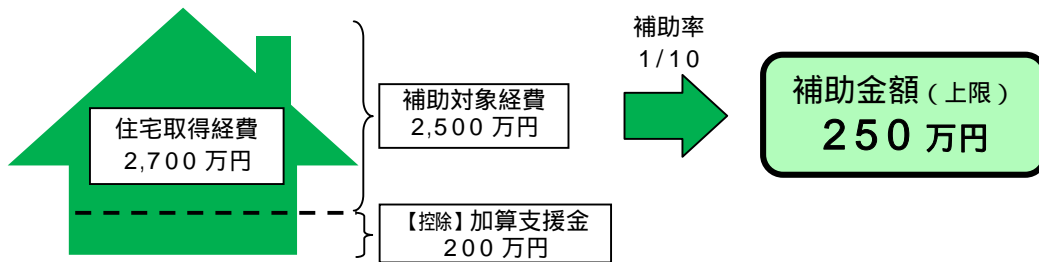 住宅取得経費
2,700 万円
補助対象経費
2,500 万円
【控除】加算支援金
200 万円
補助率
1/10
補助金額（上限）
250 万円